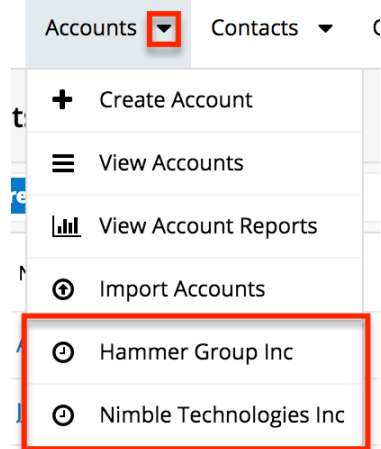 Accounts Contacts
Create Account
View Accounts
View Account Reports
Import Accounts
Hammer Group Inc
Nimble Technologies Inc